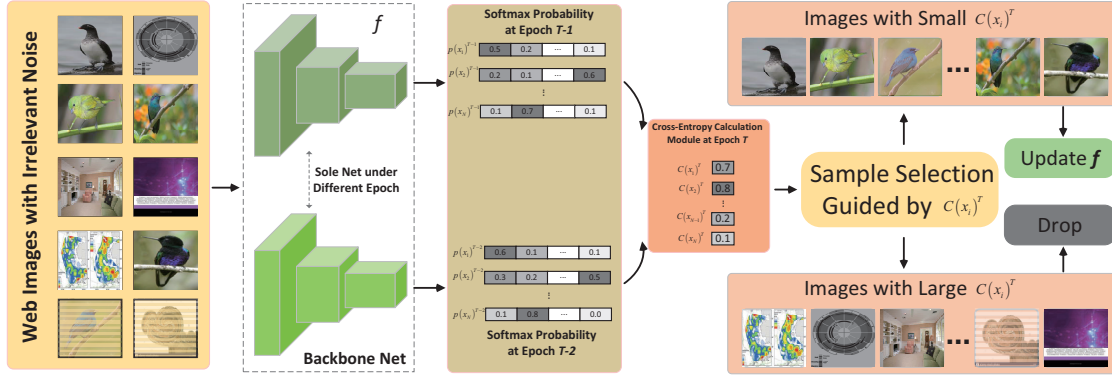 Web Images with Irrelevant Noise
f
Sole Net under
Different Epoch
Backbone Net
Softmax Probability
at Epoch T-1
p(x₁)ᵀ⁻¹ 0.5 0.2 ... 0.1
p(x₂)ᵀ⁻¹ 0.2 0.1 ... 0.6
⋮
p(x_N)ᵀ⁻¹ 0.1 0.7 ... 0.1
p(x₁)ᵀ⁻² 0.6 0.1 ... 0.1
p(x₂)ᵀ⁻² 0.3 0.2 ... 0.5
⋮
p(x_N)ᵀ⁻² 0.1 0.8 ... 0.0
Softmax Probability
at Epoch T-2
Cross-Entropy Calculation
Module at Epoch T
C(x₁)ᵀ 0.7
C(x₂)ᵀ 0.8
⋮
C(x_{N-1})ᵀ 0.2
C(x_N)ᵀ 0.1
Images with Small C(xᵢ)ᵀ
...
Sample Selection
Guided by C(xᵢ)ᵀ
Update f
Drop
Images with Large C(xᵢ)ᵀ
...